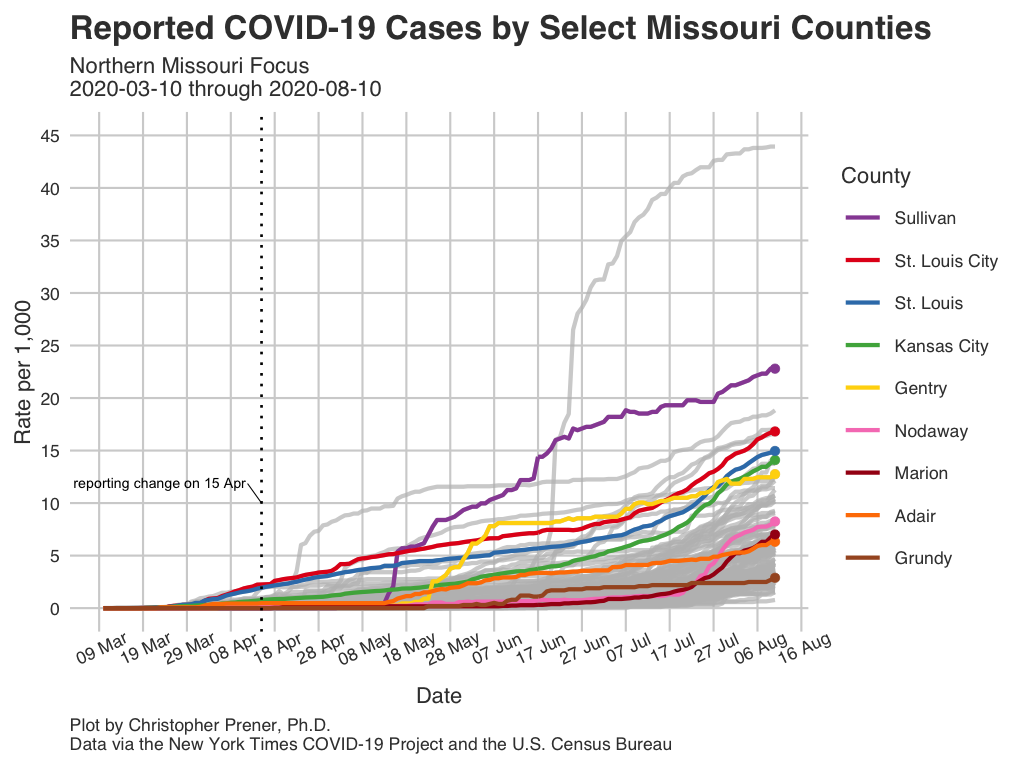 Reported COVID-19 Cases by Select Missouri Counties
Northern Missouri Focus
2020-03-10 through 2020-08-10
Rate per 1,000
45
40
35
30
25
20
15
10
5
0
reporting change on 15 Apr
09 Mar
19 Mar
29 Mar
08 Apr
18 Apr
28 Apr
08 May
18 May
28 May
07 Jun
17 Jun
27 Jun
07 Jul
17 Jul
27 Jul
06 Aug
16 Aug
Date
County
Sullivan
St. Louis City
St. Louis
Kansas City
Gentry
Nodaway
Marion
Adair
Grundy
Plot by Christopher Prener, Ph.D.
Data via the New York Times COVID-19 Project and the U.S. Census Bureau